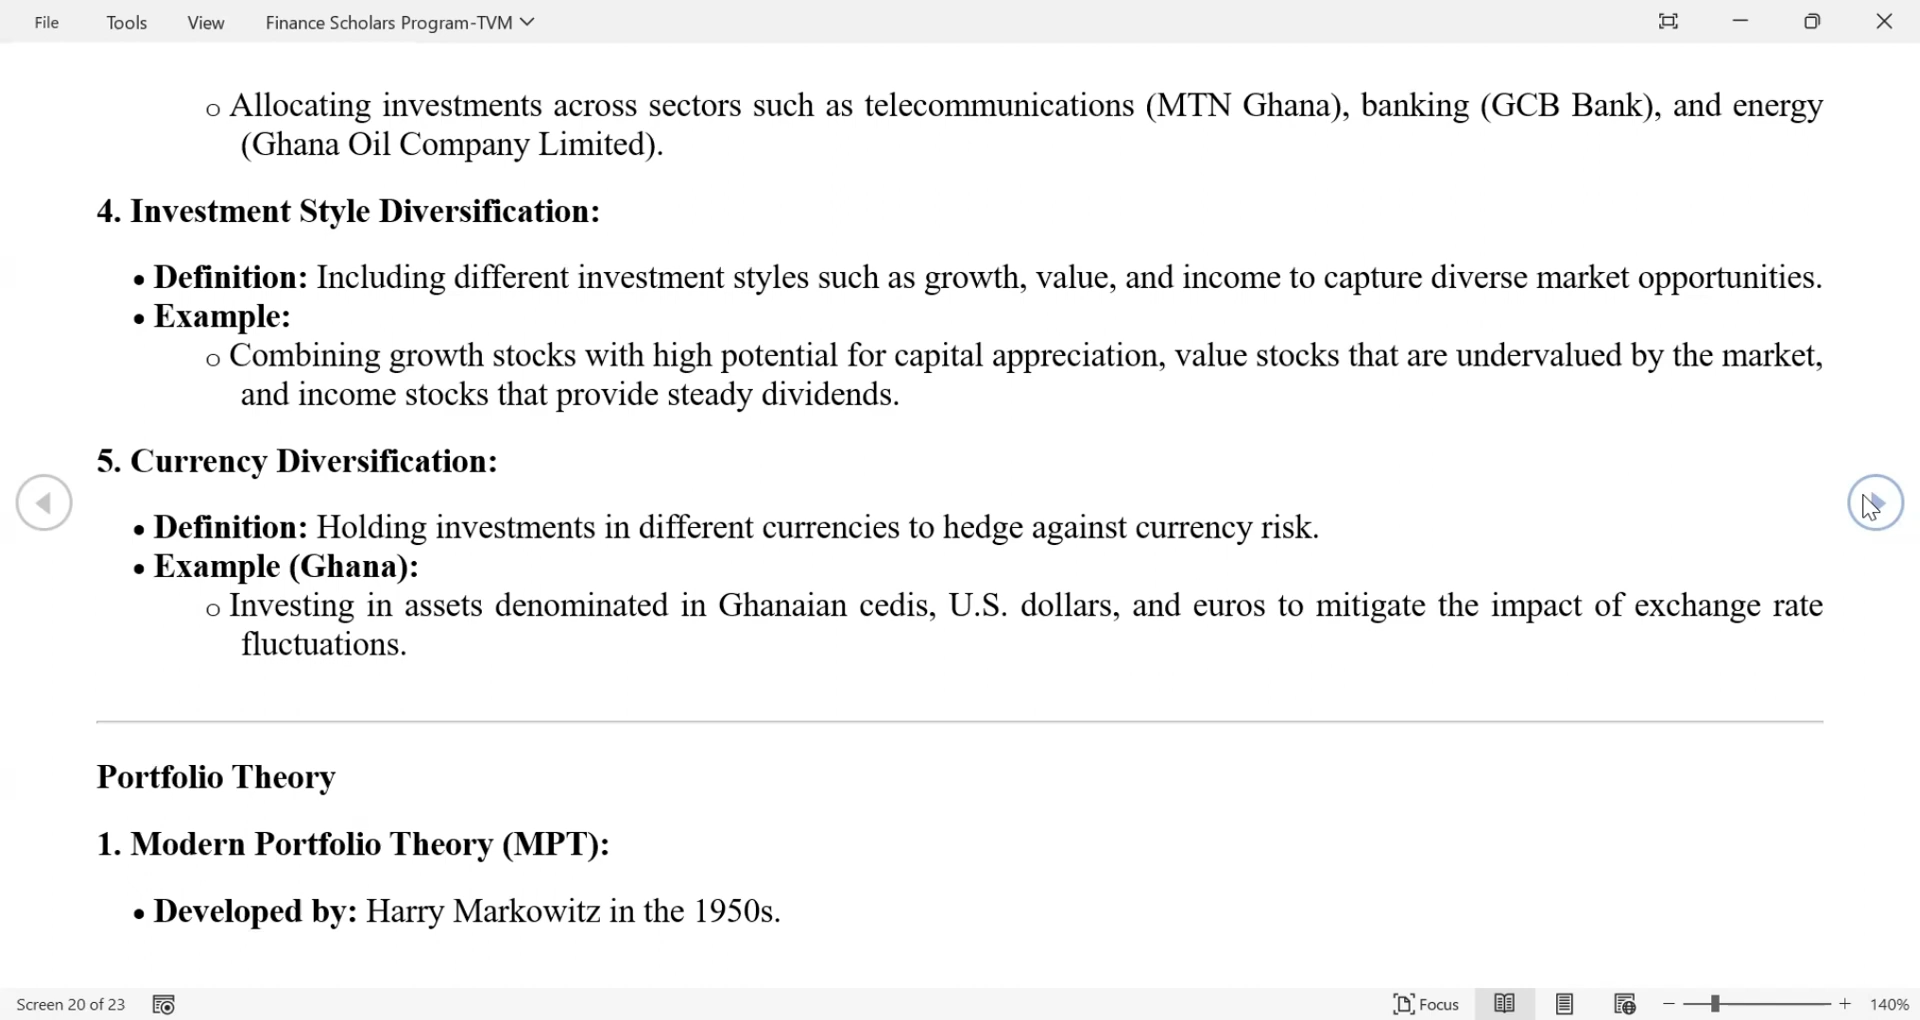 File Tools View Finance Scholars Program-TVM
o Allocating investments across sectors such as telecommunications (MTN Ghana), banking (GCB Bank), and energy
(Ghana Oil Company Limited).
4. Investment Style Diversification:
• Definition: Including different investment styles such as growth, value, and income to capture diverse market opportunities.
• Example:
o Combining growth stocks with high potential for capital appreciation, value stocks that are undervalued by the market,
and income stocks that provide steady dividends.
5. Currency Diversification:
• Definition: Holding investments in different currencies to hedge against currency risk.
• Example (Ghana):
o Investing in assets denominated in Ghanaian cedis, U.S. dollars, and euros to mitigate the impact of exchange rate
fluctuations.
Portfolio Theory
1. Modern Portfolio Theory (MPT):
• Developed by: Harry Markowitz in the 1950s.
Screen 20 of 23 Focus 140%